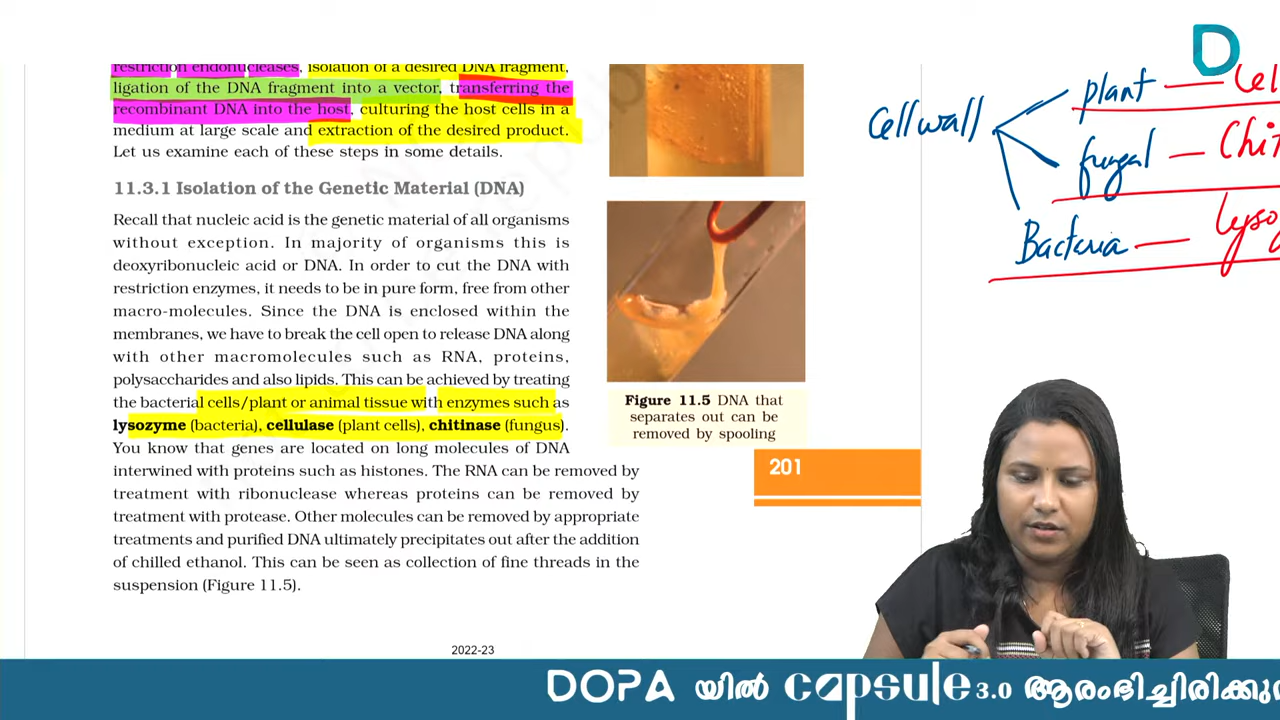 restriction endonucleases, isolation of a desired DNA fragment,
ligation of the DNA fragment into a vector, transferring the
recombinant DNA into the host, culturing the host cells in a
medium at large scale and extraction of the desired product.
Let us examine each of these steps in some details.
11.3.1 Isolation of the Genetic Material (DNA)
Recall that nucleic acid is the genetic material of all organisms
without exception. In majority of organisms this is
deoxyribonucleic acid or DNA. In order to cut the DNA with
restriction enzymes, it needs to be in pure form, free from other
macro-molecules. Since the DNA is enclosed within the
membranes, we have to break the cell open to release DNA along
with other macromolecules such as RNA, proteins,
polysaccharides and also lipids. This can be achieved by treating
the bacterial cells/plant or animal tissue with enzymes such as
lysozyme (bacteria), cellulase (plant cells), chitinase (fungus).
You know that genes are located on long molecules of DNA
interwined with proteins such as histones. The RNA can be removed by
treatment with ribonuclease whereas proteins can be removed by
treatment with protease. Other molecules can be removed by appropriate
treatments and purified DNA ultimately precipitates out after the addition
of chilled ethanol. This can be seen as collection of fine threads in the
suspension (Figure 11.5).
Figure 11.5 DNA that
separates out can be
removed by spooling
201
2022-23
D
Cell wall
plant — Cel
fungal — Chit
Bacteria — lyso
DOPA യിൽ capsule 3.0 ആരംഭിച്ചിരിക്കു